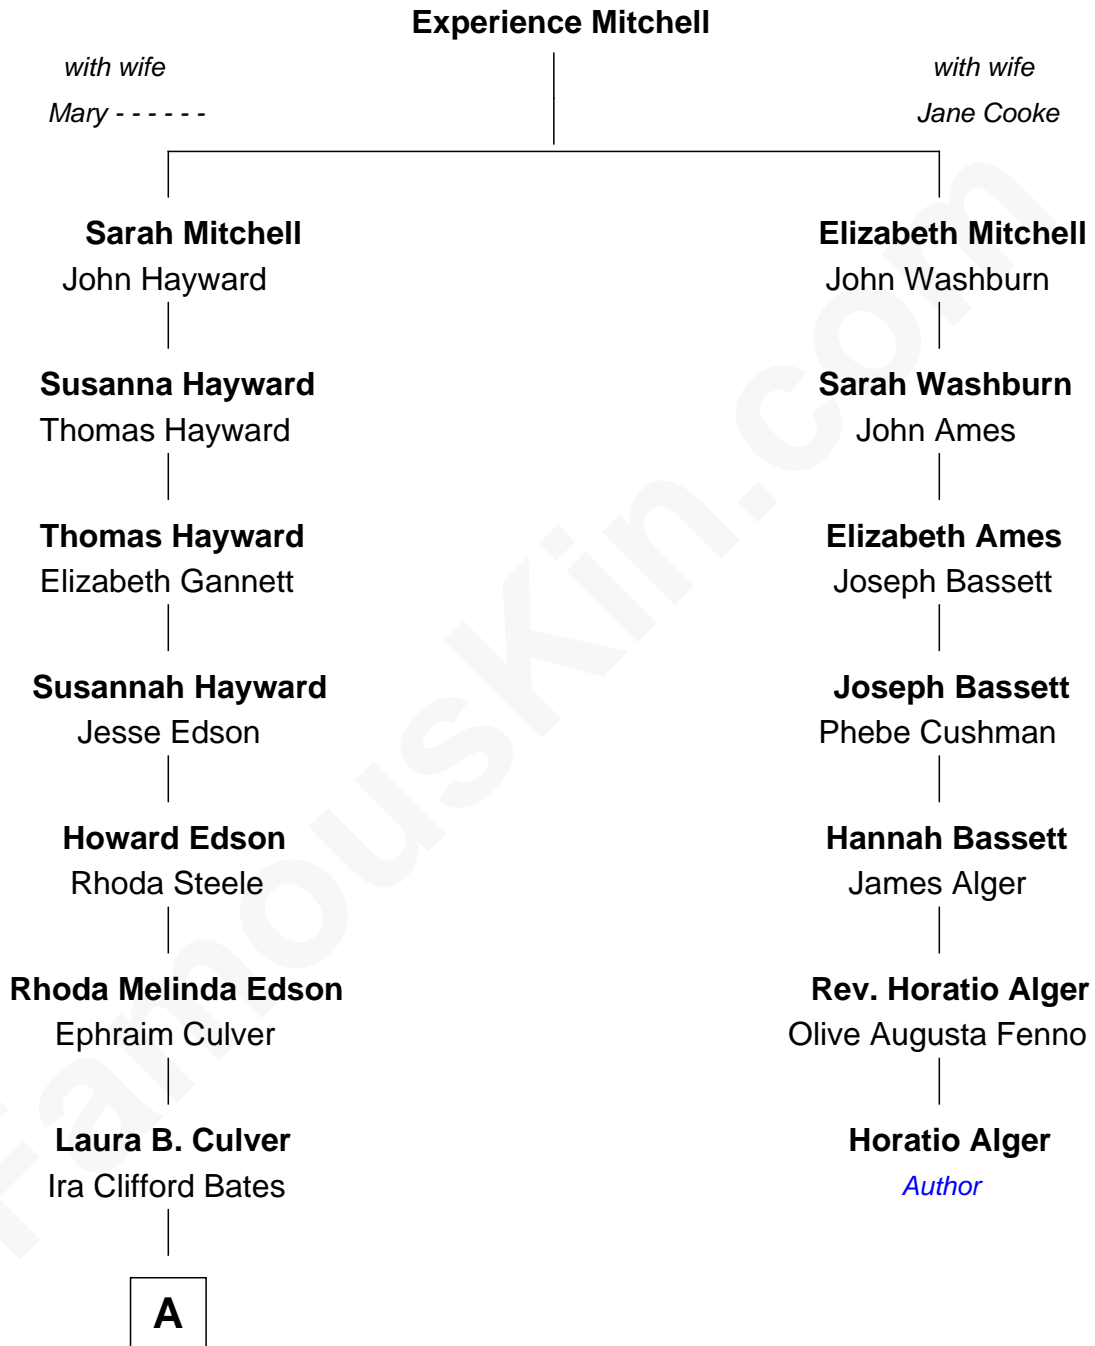 Experience Mitchell
with wife
Mary - - - - - -
with wife
Jane Cooke
Sarah Mitchell
John Hayward
Elizabeth Mitchell
John Washburn
Susanna Hayward
Thomas Hayward
Sarah Washburn
John Ames
Thomas Hayward
Elizabeth Gannett
Elizabeth Ames
Joseph Bassett
Susannah Hayward
Jesse Edson
Joseph Bassett
Phebe Cushman
Howard Edson
Rhoda Steele
Hannah Bassett
James Alger
Rhoda Melinda Edson
Ephraim Culver
Rev. Horatio Alger
Olive Augusta Fenno
Laura B. Culver
Ira Clifford Bates
Horatio Alger
Author
A
FamousKin.com